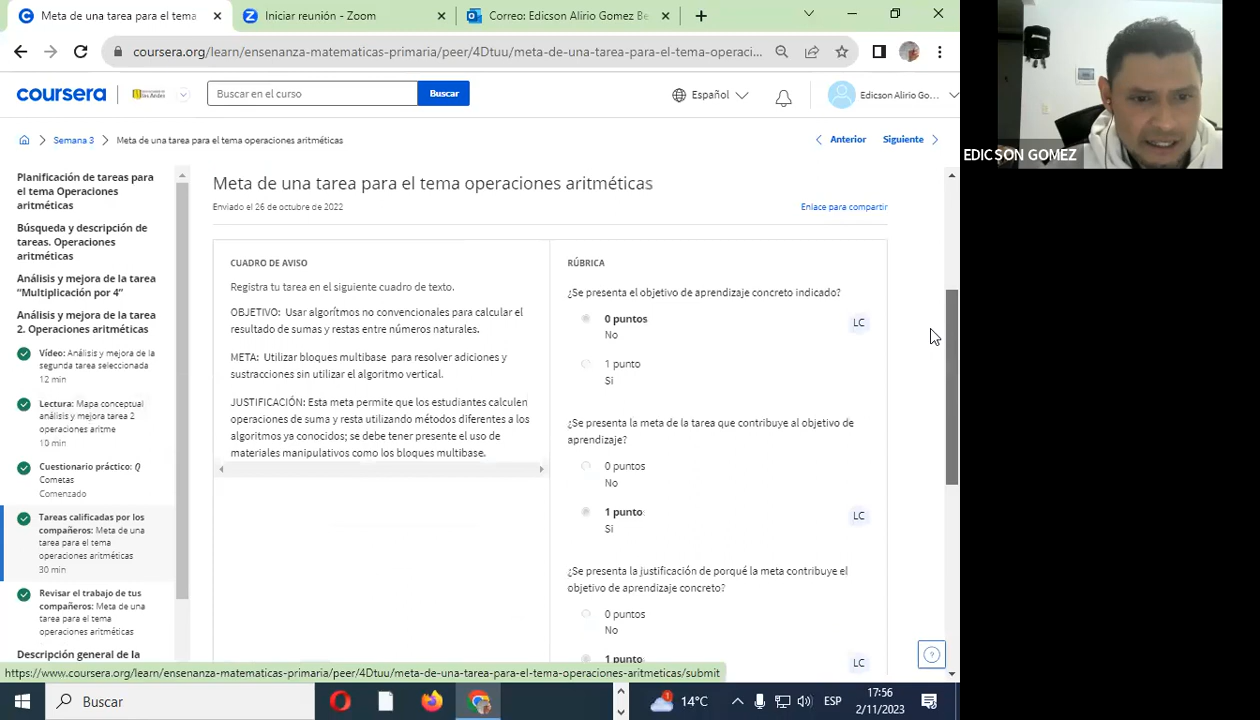 Meta de una tarea para el tema
Iniciar reunión - Zoom
Correo: Edicson Alirio Gomez Be
coursera.org/learn/ensenanza-matematicas-primaria/peer/4Dtuu/meta-de-una-tarea-para-el-tema-operaci...
coursera
Buscar en el curso
Buscar
Español
Edicson Alirio Go...
EDICSON GOMEZ
Semana 3
Meta de una tarea para el tema operaciones aritméticas
Anterior
Siguiente
Planificación de tareas para
el tema Operaciones
aritméticas
Búsqueda y descripción de
tareas. Operaciones
aritméticas
Análisis y mejora de la tarea
“Multiplicación por 4”
Análisis y mejora de la tarea
2. Operaciones aritméticas
Vídeo: Análisis y mejora de la
segunda tarea seleccionada
12 min
Lectura: Mapa conceptual
análisis y mejora tarea 2
operaciones aritme
10 min
Cuestionario práctico: Q
Cometas
Comenzado
Tareas calificadas por los
compañeros: Meta de una
tarea para el tema
operaciones aritméticas
30 min
Revisar el trabajo de tus
compañeros: Meta de una
tarea para el tema
operaciones aritméticas
Descripción general de la
Meta de una tarea para el tema operaciones aritméticas
Enviado el 26 de octubre de 2022
Enlace para compartir
CUADRO DE AVISO
Registra tu tarea en el siguiente cuadro de texto.
OBJETIVO: Usar algoritmos no convencionales para calcular el
resultado de sumas y restas entre números naturales.
META: Utilizar bloques multibase para resolver adiciones y
sustracciones sin utilizar el algoritmo vertical.
JUSTIFICACIÓN: Esta meta permite que los estudiantes calculen
operaciones de suma y resta utilizando métodos diferentes a los
algoritmos ya conocidos; se debe tener presente el uso de
materiales manipulativos como los bloques multibase.
RÚBRICA
¿Se presenta el objetivo de aprendizaje concreto indicado?
0 puntos
No
LC
1 punto
Si
¿Se presenta la meta de la tarea que contribuye al objetivo de
aprendizaje?
0 puntos
No
1 punto
Si
LC
¿Se presenta la justificación de porqué la meta contribuye el
objetivo de aprendizaje concreto?
0 puntos
No
1 punto
LC
https://www.coursera.org/learn/ensenanza-matematicas-primaria/peer/4Dtuu/meta-de-una-tarea-para-el-tema-operaciones-aritmeticas/submit
Buscar
14°C
ESP
17:56
2/11/2023